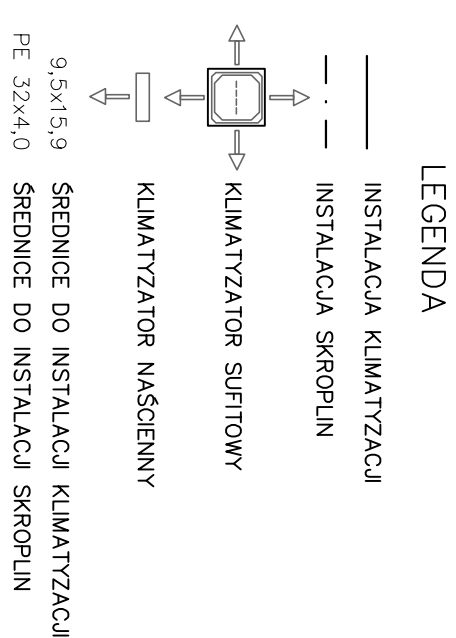 LEGENDA
INSTALACJA KLIMATYZACJI
INSTALACJA SKROPLIN
KLIMATYZATOR SUFITOWY
KLIMATYZATOR NAŚCIENNY
9,5x15,9 ŚREDNICE DO INSTALACJI KLIMATYZACJI
PE 32x4,0 ŚREDNICE DO INSTALACJI SKROPLIN